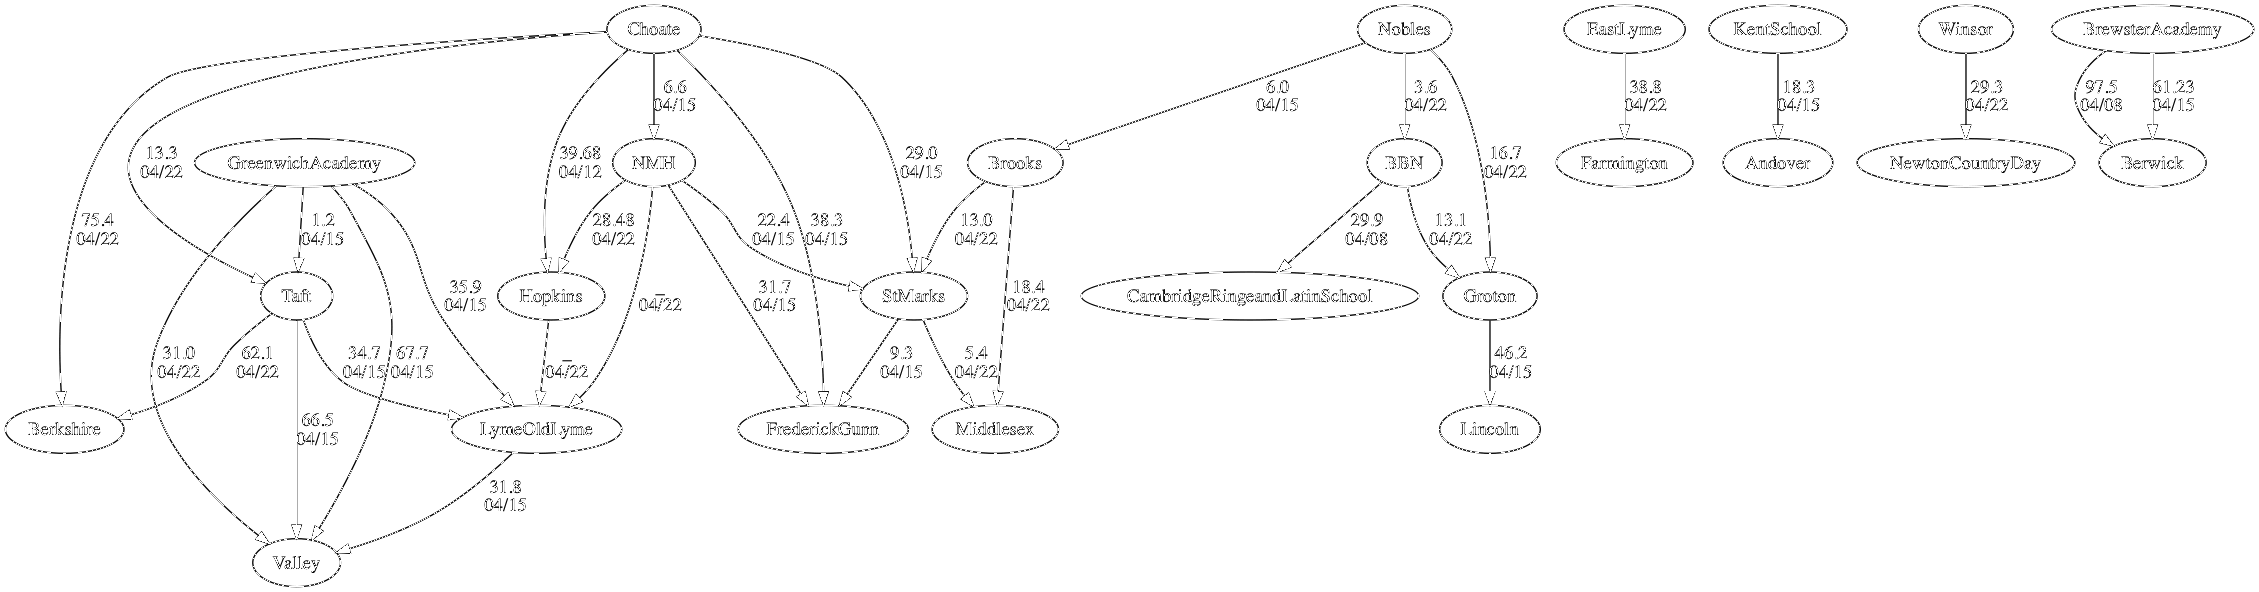 Choate
Nobles
EastLyme
KentSchool
Winsor
BrewsterAcademy
6.6
04/15
6.0
04/15
3.6
04/22
38.8
04/22
18.3
04/15
29.3
04/22
97.5
04/08
61.23
04/15
13.3
04/22
GreenwichAcademy
39.68
04/12
NMH
29.0
04/15
Brooks
BBN
16.7
04/22
Farmington
Andover
NewtonCountryDay
Berwick
75.4
04/22
1.2
04/15
28.48
04/22
22.4
04/15
38.3
04/15
13.0
04/22
29.9
04/08
13.1
04/22
Taft
35.9
04/15
Hopkins
_
04/22
31.7
04/15
StMarks
18.4
04/22
CambridgeRingeandLatinSchool
Groton
31.0
04/22
62.1
04/22
34.7
04/15
67.7
04/15
_
04/22
9.3
04/15
5.4
04/22
46.2
04/15
Berkshire
66.5
04/15
LymeOldLyme
FrederickGunn
Middlesex
Lincoln
31.8
04/15
Valley